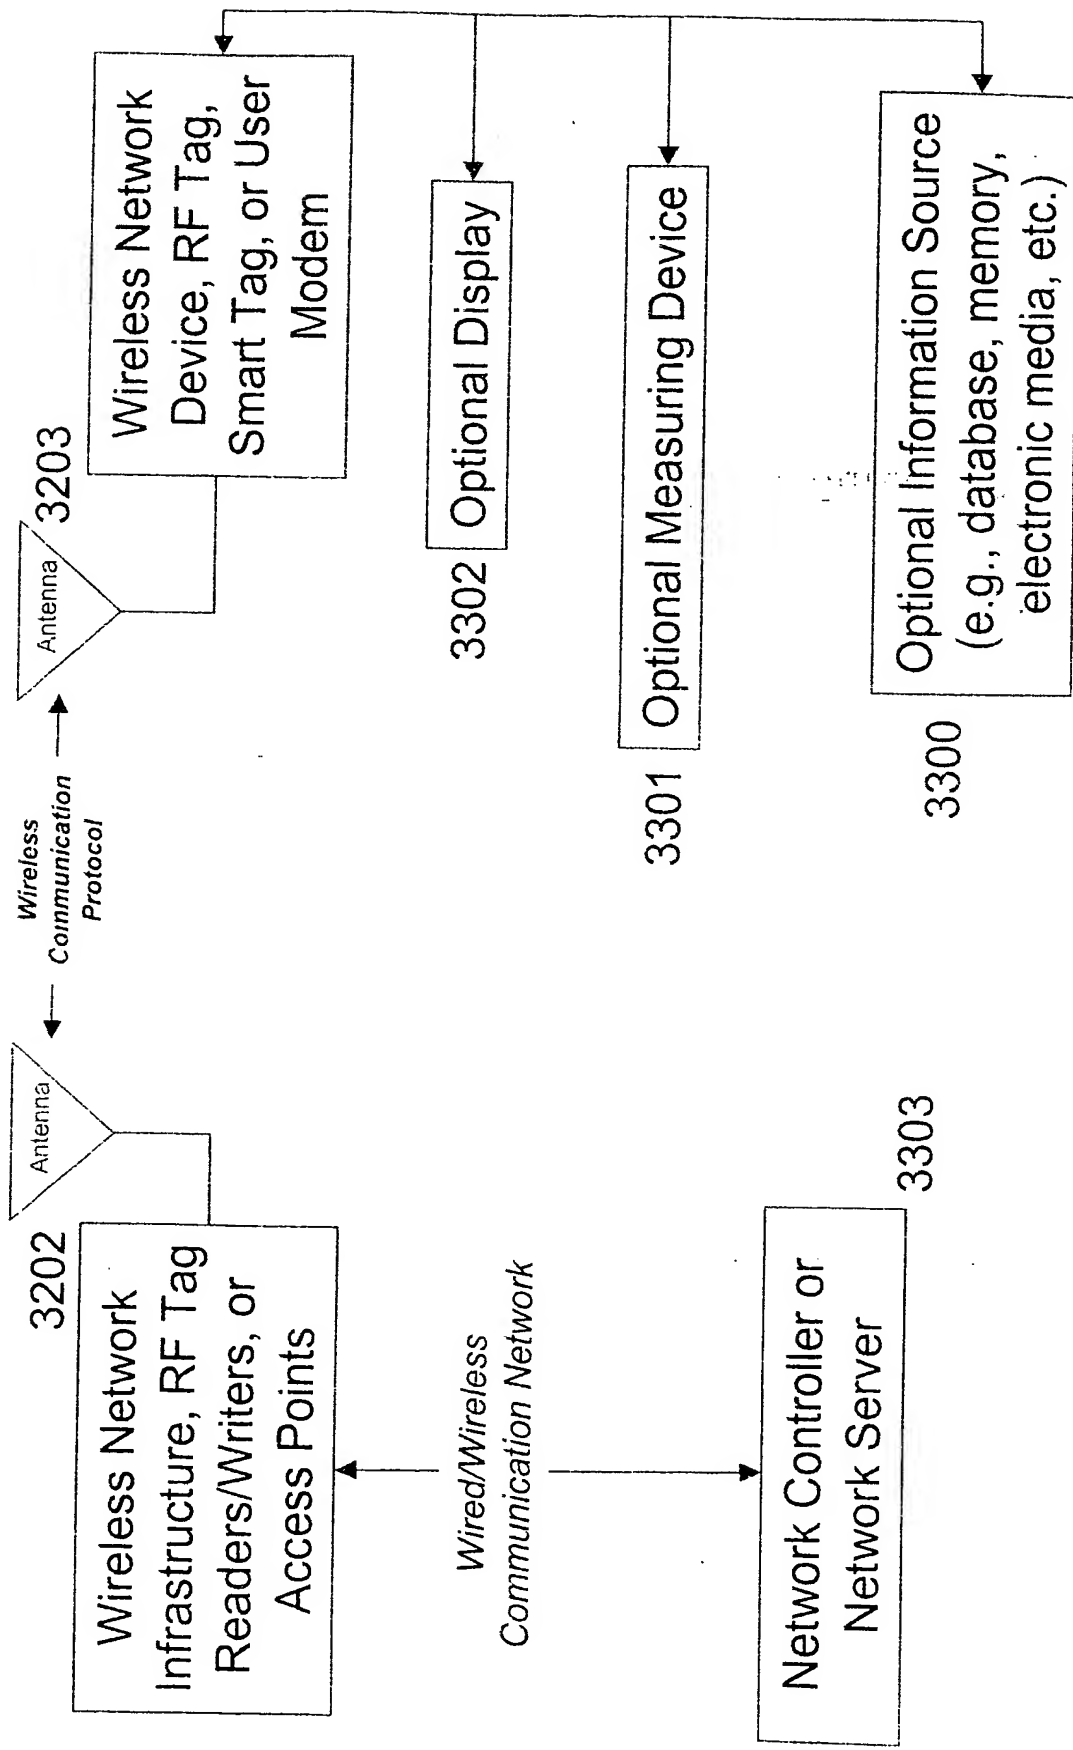 3202
Antenna
Wireless Network
Infrastructure, RF Tag
Readers/Writers, or
Access Points
Wireless
Communication
Protocol
Antenna
3203
Wireless Network
Device, RF Tag,
Smart Tag, or User
Modem
Wired/Wireless
Communication Network
3302
Optional Display
3301
Optional Measuring Device
Network Controller or
Network Server
3303
3300
Optional Information Source
(e.g., database, memory,
electronic media, etc.)